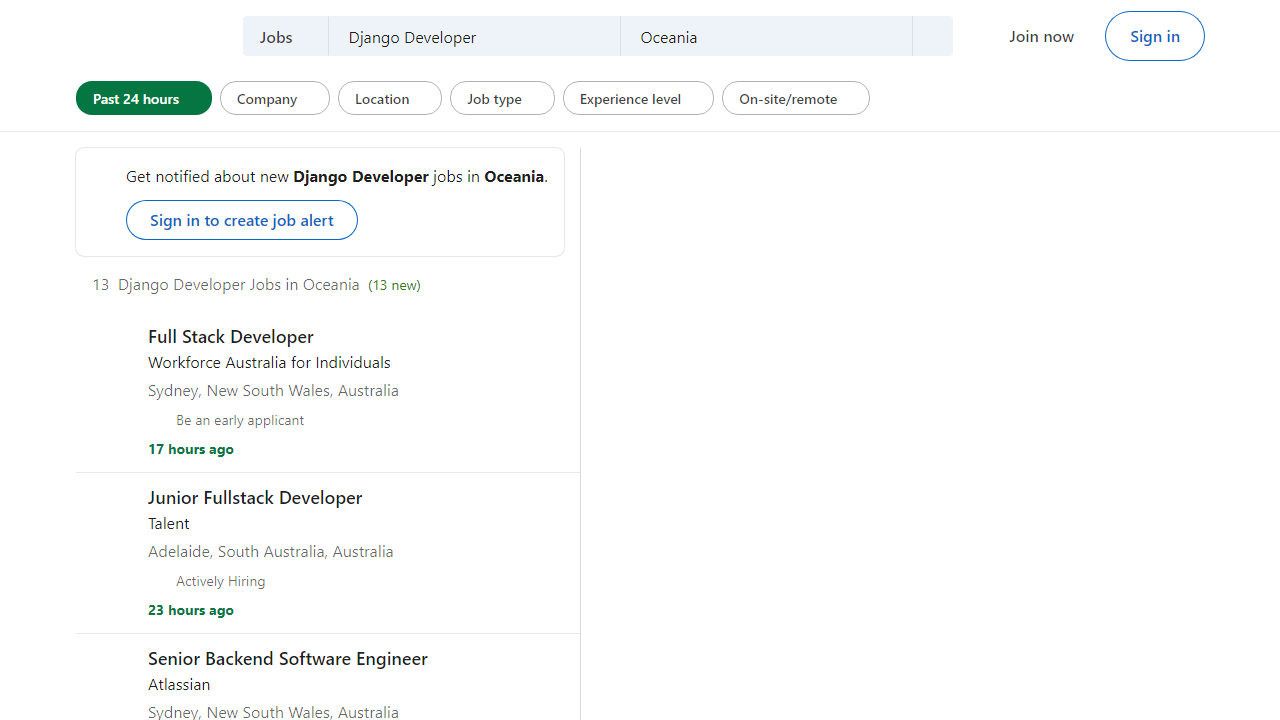 Jobs Django Developer Oceania Join now Sign in
Past 24 hours Company Location Job type Experience level On-site/remote
Get notified about new Django Developer jobs in Oceania.
Sign in to create job alert
13 Django Developer Jobs in Oceania (13 new)
Full Stack Developer
Workforce Australia for Individuals
Sydney, New South Wales, Australia
Be an early applicant
17 hours ago
Junior Fullstack Developer
Talent
Adelaide, South Australia, Australia
Actively Hiring
23 hours ago
Senior Backend Software Engineer
Atlassian
Sydney, New South Wales, Australia